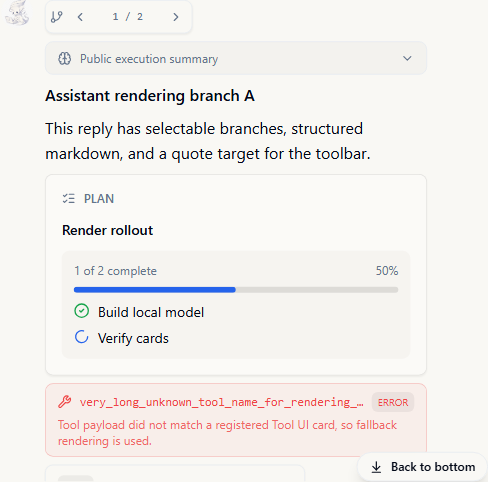 1 / 2
Public execution summary
Assistant rendering branch A
This reply has selectable branches, structured
markdown, and a quote target for the toolbar.
PLAN
Render rollout
1 of 2 complete 50%
Build local model
Verify cards
very_long_unknown_tool_name_for_rendering_… ERROR
Tool payload did not match a registered Tool UI card, so fallback
rendering is used.
Back to bottom